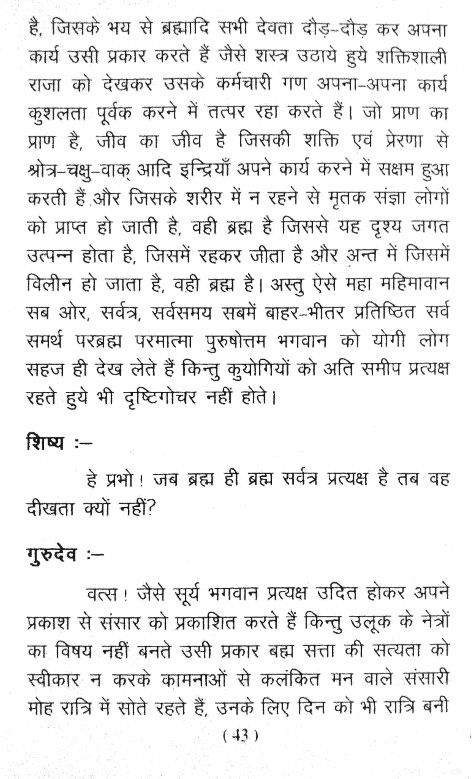 है, जिसके भय से ब्रह्मादि सभी देवता दौड़-दौड़ कर अपना
कार्य उसी प्रकार करते हैं जैसे शस्त्र उठाये हुये शक्तिशाली
राजा को देखकर उसके कर्मचारी गण अपना-अपना कार्य
कुशलता पूर्वक करने में तत्पर रहा करते हैं। जो प्राण का
प्राण है, जीव का जीव है जिसकी शक्ति एवं प्रेरणा से
श्रोत्र-चक्षु-वाक् आदि इन्द्रियाँ अपने कार्य करने में सक्षम हुआ
करती हैं और जिसके शरीर में न रहने से मृतक संज्ञा लोगों
को प्राप्त हो जाती है, वही ब्रह्म है जिससे यह दृश्य जगत
उत्पन्न होता है, जिसमें रहकर जीता है और अन्त में जिसमें
विलीन हो जाता है, वही ब्रह्म है। अस्तु ऐसे महा महिमावान
सब ओर, सर्वत्र, सर्वसमय सबमें बाहर-भीतर प्रतिष्ठित सर्व
समर्थ परब्रह्म परमात्मा पुरुषोत्तम भगवान को योगी लोग
सहज ही देख लेते हैं किन्तु कुयोगियों को अति समीप प्रत्यक्ष
रहते हुये भी दृष्टिगोचर नहीं होते।
शिष्य :–
हे प्रभो ! जब ब्रह्म ही ब्रह्म सर्वत्र प्रत्यक्ष है तब वह
दीखता क्यों नहीं?
गुरुदेव :–
वत्स ! जैसे सूर्य भगवान प्रत्यक्ष उदित होकर अपने
प्रकाश से संसार को प्रकाशित करते हैं किन्तु उलूक के नेत्रों
का विषय नहीं बनते उसी प्रकार बह्म सत्ता की सत्यता को
स्वीकार न करके कामनाओं से कलंकित मन वाले संसारी
मोह रात्रि में सोते रहते हैं, उनके लिए दिन को भी रात्रि बनी
( 43 )